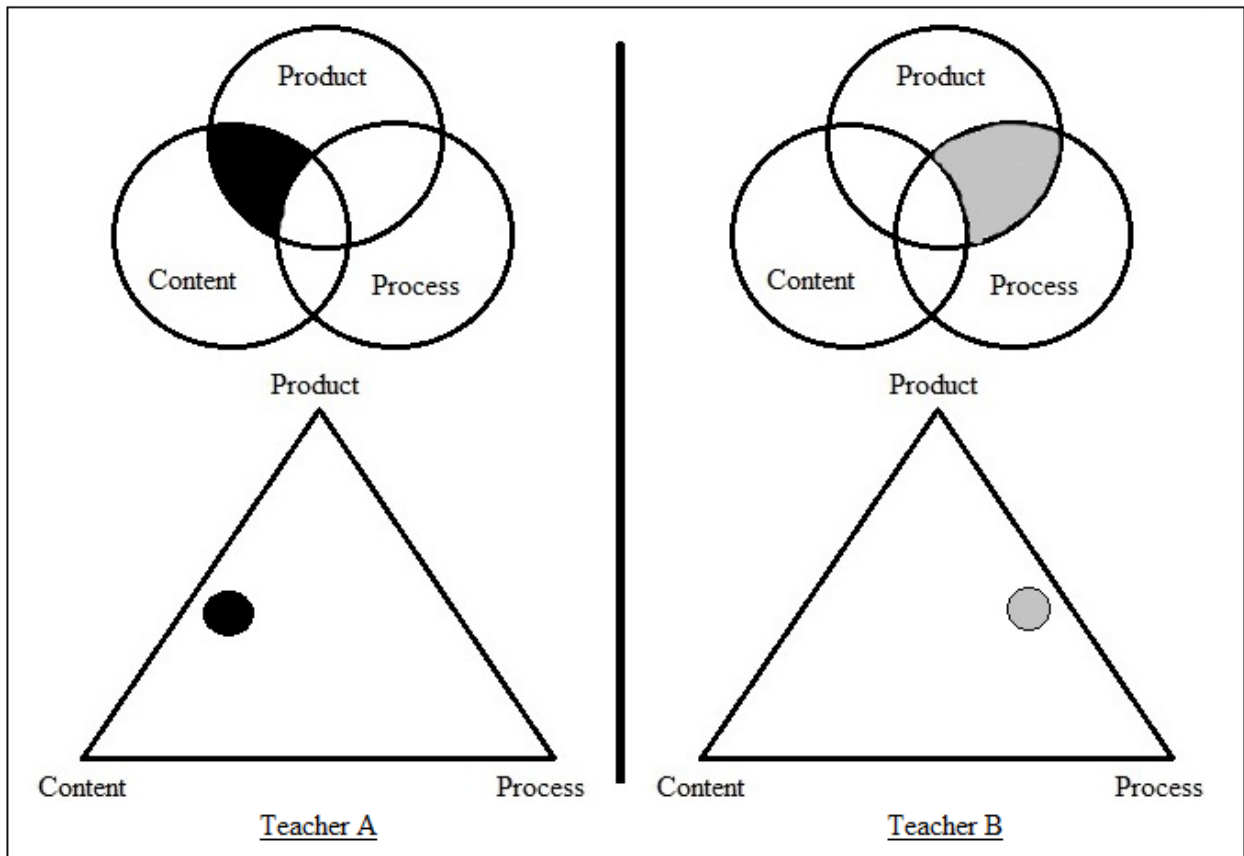 Product
Content
Process
Product
Content
Process
Teacher A
Product
Content
Process
Product
Content
Process
Teacher B